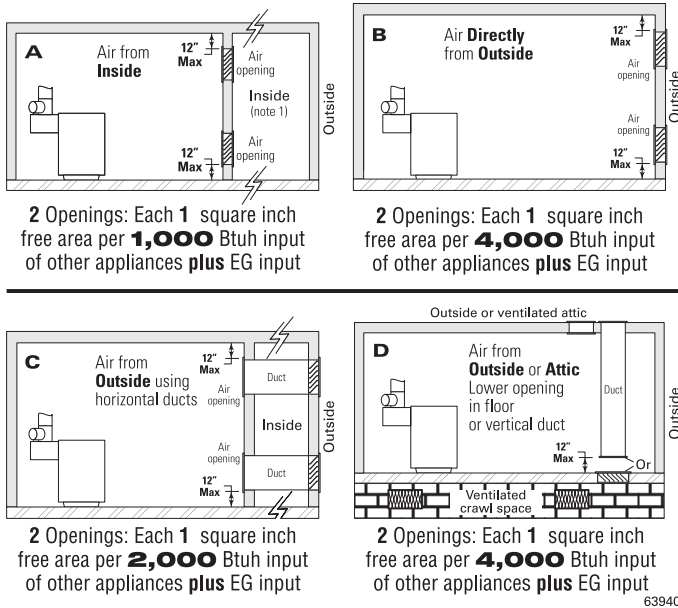 A
Air from
Inside
12"
Max
Air
opening
Inside
(note 1)
Air
opening
12"
Max
Outside
2 Openings: Each 1 square inch
free area per 1,000 Btuh input
of other appliances plus EG input
B
Air Directly
from Outside
12"
Max
Air
opening
Air
opening
12"
Max
Outside
2 Openings: Each 1 square inch
free area per 4,000 Btuh input
of other appliances plus EG input
C
Air from
Outside using
horizontal ducts
12"
Max
Air
opening
Duct
Inside
Air
opening
Duct
12"
Max
Outside
2 Openings: Each 1 square inch
free area per 2,000 Btuh input
of other appliances plus EG input
Outside or ventilated attic
D
Air from
Outside or Attic
Lower opening
in floor
or vertical duct
Duct
12"
Max
Or
Outside
Ventilated
crawl space
2 Openings: Each 1 square inch
free area per 4,000 Btuh input
of other appliances plus EG input
63940